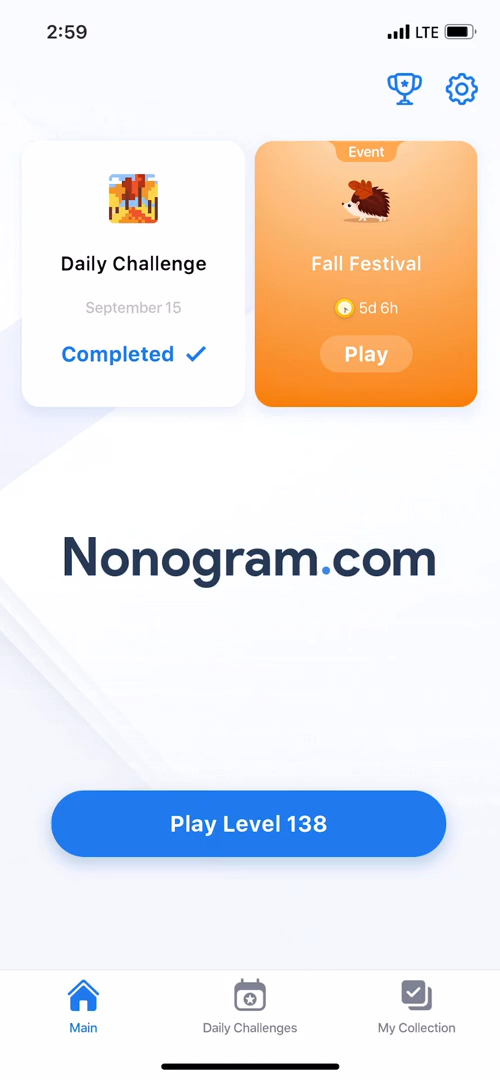 2:59
LTE
Event
Daily Challenge
Fall Festival
September 15
5d 6h
Completed
Play
Nonogram.com
Play Level 138
Main
Daily Challenges
My Collection